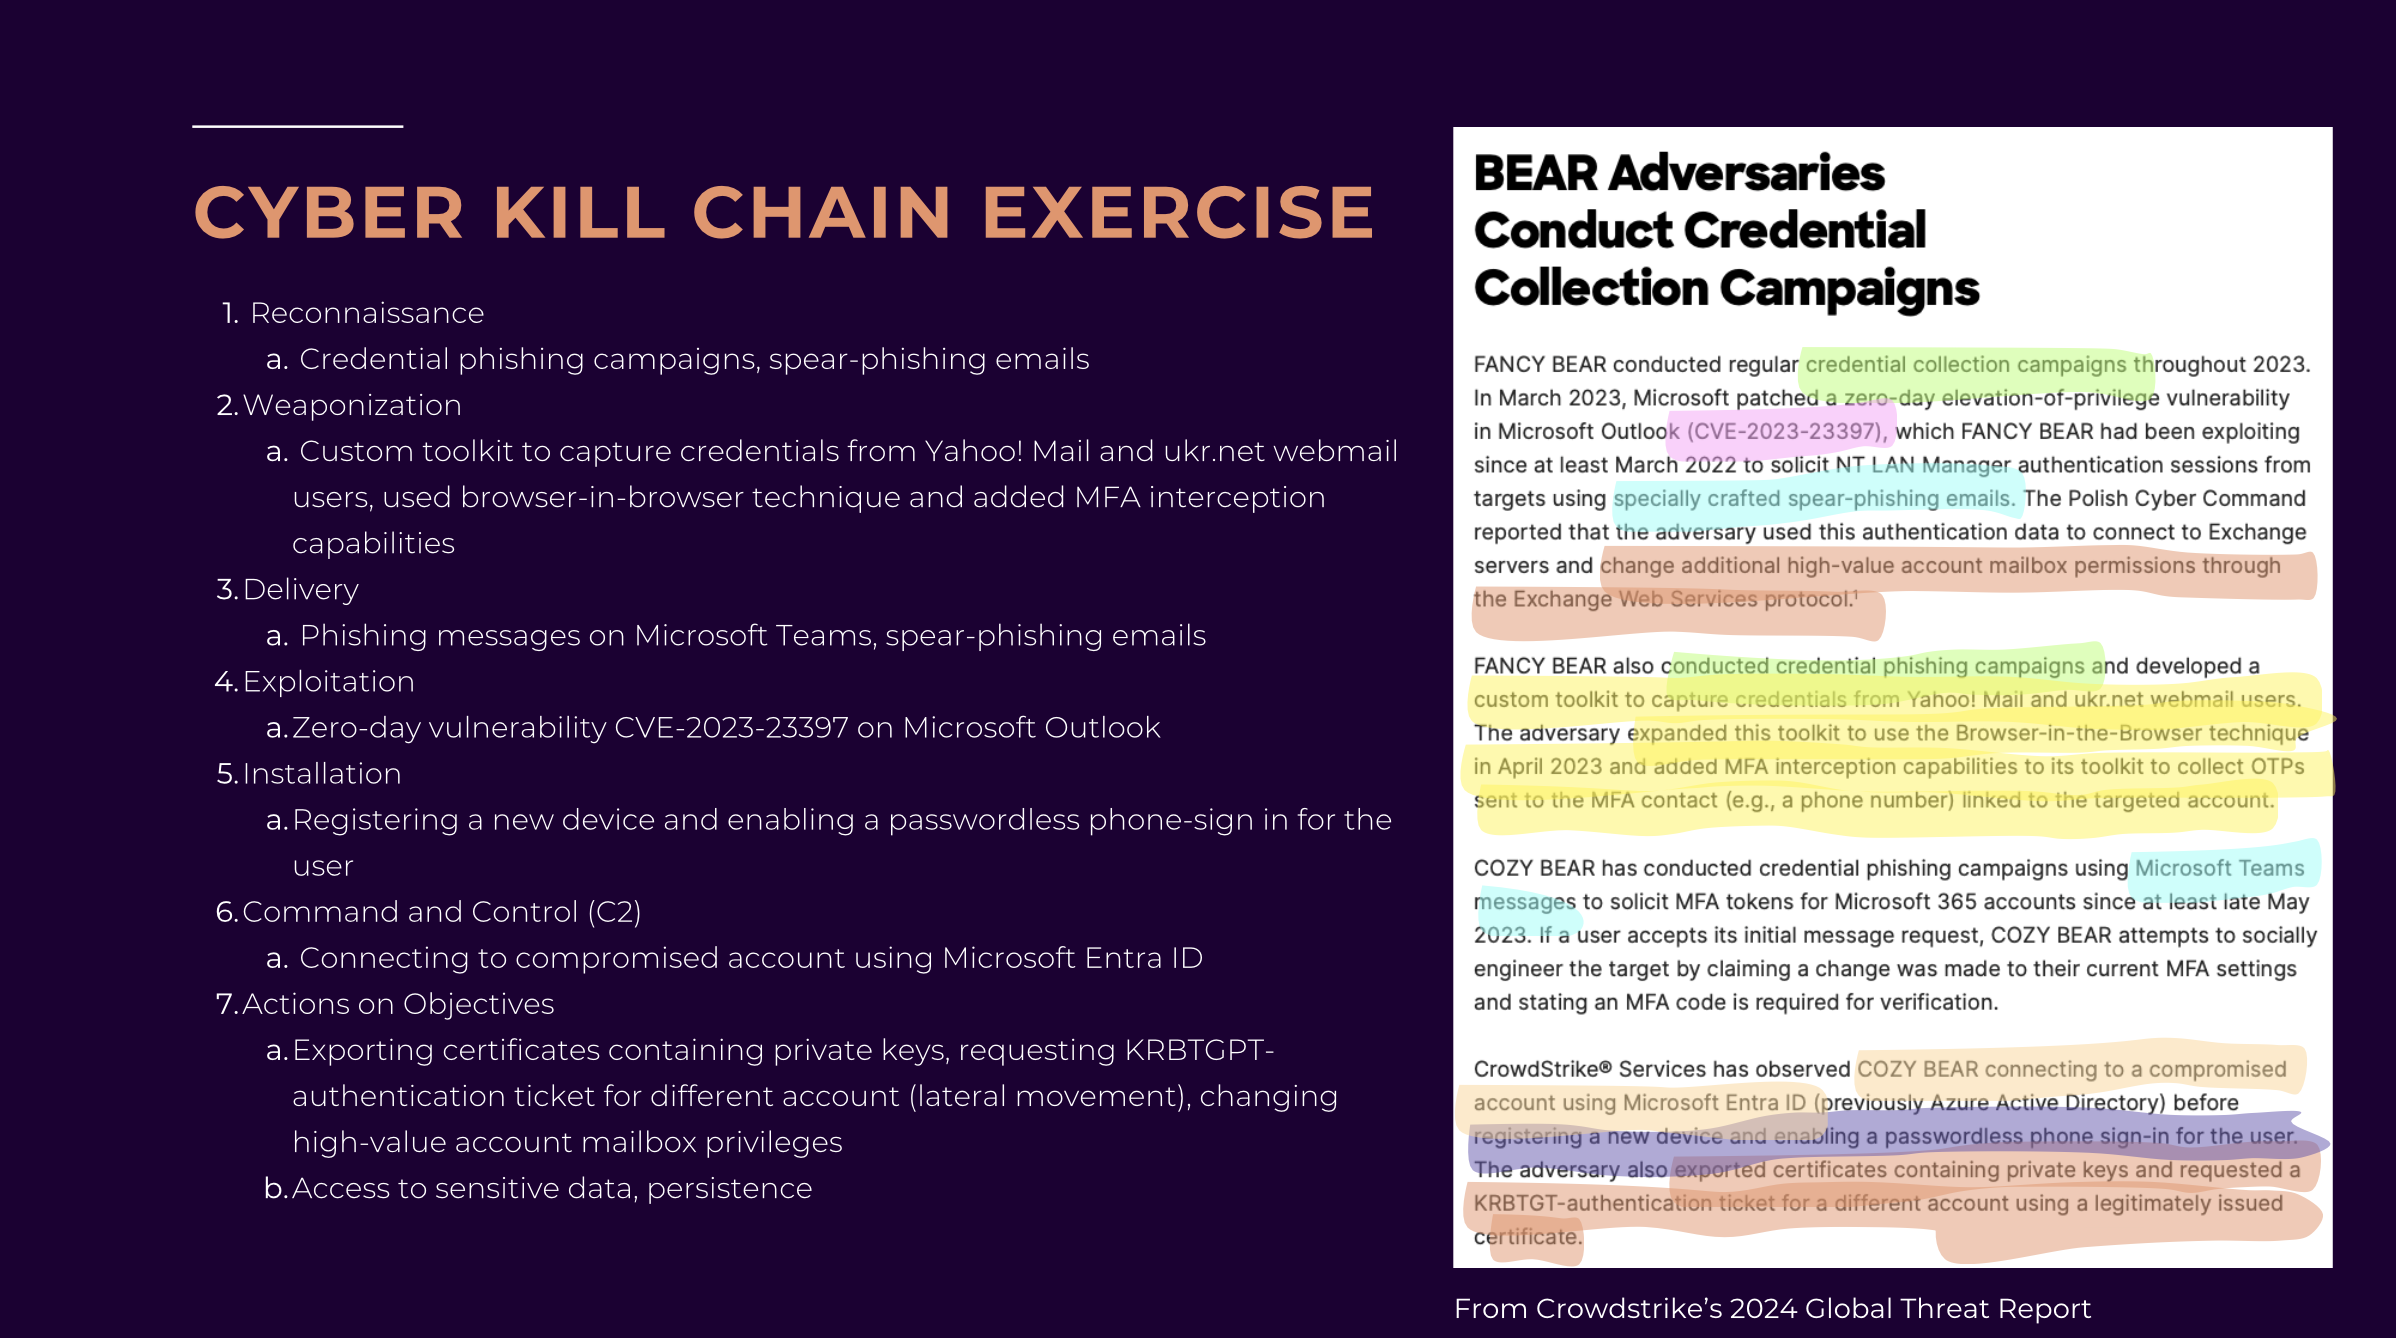 CYBER KILL CHAIN EXERCISE
1. Reconnaissance
a. Credential phishing campaigns, spear-phishing emails
2. Weaponization
a. Custom toolkit to capture credentials from Yahoo! Mail and ukr.net webmail
users, used browser-in-browser technique and added MFA interception
capabilities
3. Delivery
a. Phishing messages on Microsoft Teams, spear-phishing emails
4. Exploitation
a. Zero-day vulnerability CVE-2023-23397 on Microsoft Outlook
5. Installation
a. Registering a new device and enabling a passwordless phone-sign in for the
user
6. Command and Control (C2)
a. Connecting to compromised account using Microsoft Entra ID
7. Actions on Objectives
a. Exporting certificates containing private keys, requesting KRBTGPT-
authentication ticket for different account (lateral movement), changing
high-value account mailbox privileges
b. Access to sensitive data, persistence
BEAR Adversaries
Conduct Credential
Collection Campaigns
FANCY BEAR conducted regular credential collection campaigns throughout 2023.
In March 2023, Microsoft patched a zero-day elevation-of-privilege vulnerability
in Microsoft Outlook (CVE-2023-23397), which FANCY BEAR had been exploiting
since at least March 2022 to solicit NT LAN Manager authentication sessions from
targets using specially crafted spear-phishing emails. The Polish Cyber Command
reported that the adversary used this authentication data to connect to Exchange
servers and change additional high-value account mailbox permissions through
the Exchange Web Services protocol.¹
FANCY BEAR also conducted credential phishing campaigns and developed a
custom toolkit to capture credentials from Yahoo! Mail and ukr.net webmail users.
The adversary expanded this toolkit to use the Browser-in-the-Browser technique
in April 2023 and added MFA interception capabilities to its toolkit to collect OTPs
sent to the MFA contact (e.g., a phone number) linked to the targeted account.
COZY BEAR has conducted credential phishing campaigns using Microsoft Teams
messages to solicit MFA tokens for Microsoft 365 accounts since at least late May
2023. If a user accepts its initial message request, COZY BEAR attempts to socially
engineer the target by claiming a change was made to their current MFA settings
and stating an MFA code is required for verification.
CrowdStrike® Services has observed COZY BEAR connecting to a compromised
account using Microsoft Entra ID (previously Azure Active Directory) before
registering a new device and enabling a passwordless phone sign-in for the user.
The adversary also exported certificates containing private keys and requested a
KRBTGT-authentication ticket for a different account using a legitimately issued
certificate.
From Crowdstrike's 2024 Global Threat Report